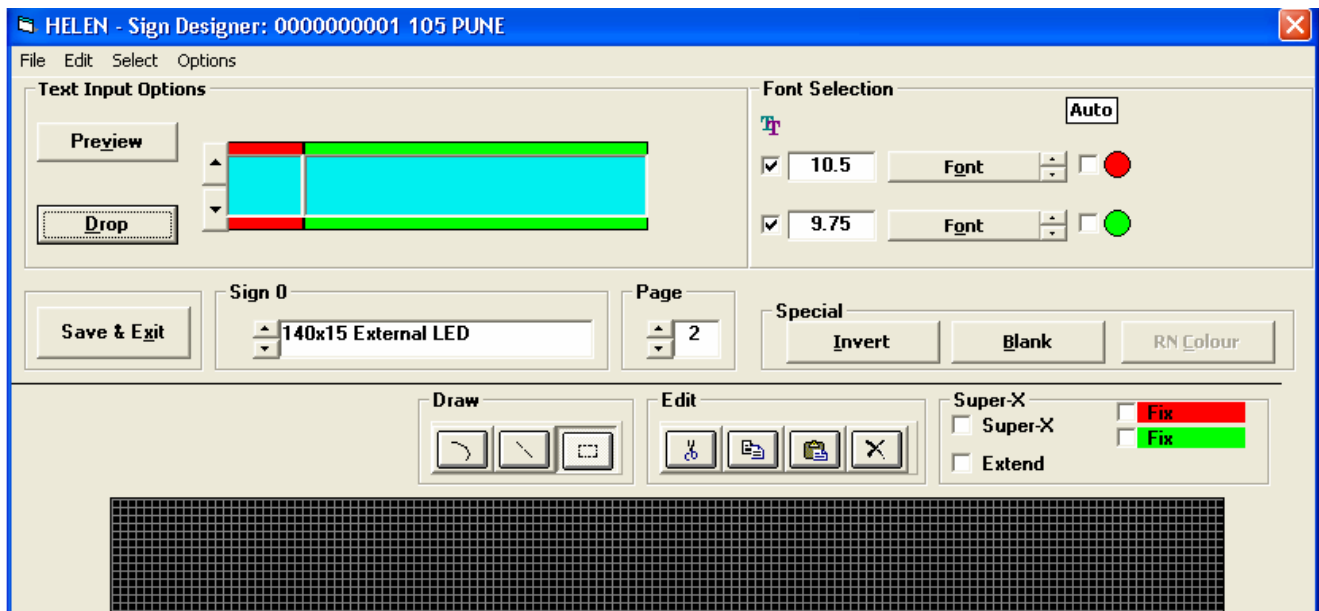 HELEN - Sign Designer: 0000000001 105 PUNE
File Edit Select Options
Text Input Options
Font Selection
Auto
Preview
10.5 Font
Drop
9.75 Font
Sign 0
Page
Special
Save & Exit
140x15 External LED
2
Invert Blank RN Colour
Draw
Edit
Super-X
Super-X
Fix
Fix
Extend